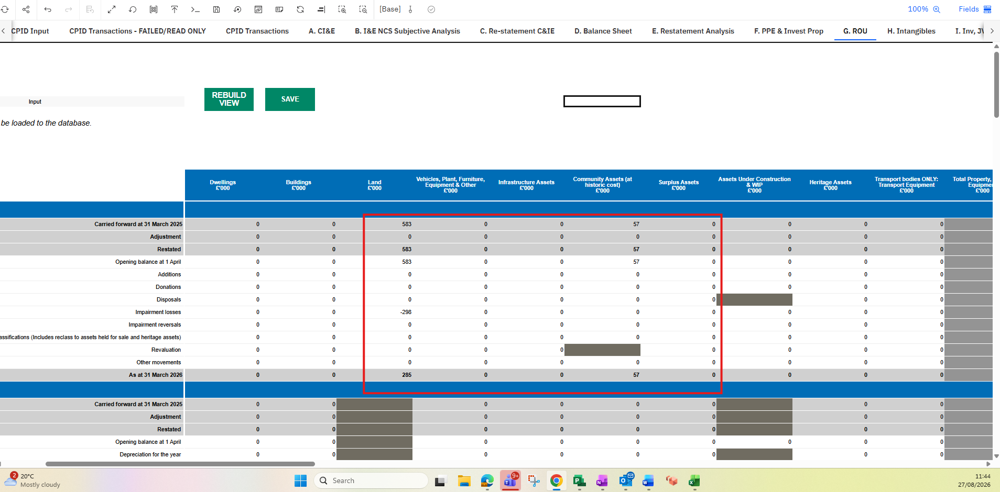 [Base]
100%
Fields
CPID Input CPID Transactions - FAILED/READ ONLY CPID Transactions A. CI&E B. I&E NCS Subjective Analysis C. Re-statement C&IE D. Balance Sheet E. Restatement Analysis F. PPE & Invest Prop G. ROU H. Intangibles I. Inv, JV
REBUILD
VIEW
SAVE
Input
be loaded to the database.
Dwellings
£'000
Buildings
£'000
Land
£'000
Vehicles, Plant, Furniture,
Equipment & Other
£'000
Infrastructure Assets
£'000
Community Assets (at
historic cost)
£'000
Surplus Assets
£'000
Assets Under Construction
& WIP
£'000
Heritage Assets
£'000
Transport bodies ONLY:
Transport Equipment
£'000
Total Property,
Equipme
£'000
Carried forward at 31 March 2025 0 0 583 0 0 57 0 0 0 0
Adjustment 0 0 0 0 0 0 0 0 0 0
Restated 0 0 583 0 0 57 0 0 0 0
Opening balance at 1 April 0 0 583 0 0 57 0 0 0 0
Additions 0 0 0 0 0 0 0 0 0 0
Donations 0 0 0 0 0 0 0 0 0 0
Disposals 0 0 0 0 0 0 0 0 0
Impairment losses 0 0 -298 0 0 0 0 0 0 0
Impairment reversals 0 0 0 0 0 0 0 0 0 0
assifications (Includes reclass to assets held for sale and heritage assets) 0 0 0 0 0 0 0 0 0 0
Revaluation 0 0 0 0 0 0 0 0 0
Other movements 0 0 0 0 0 0 0 0 0 0
As at 31 March 2026 0 0 285 0 0 57 0 0 0 0
Carried forward at 31 March 2025 0 0 0 0 0 0 0 0
Adjustment 0 0 0 0 0 0 0 0
Restated 0 0 0 0 0 0 0 0
Opening balance at 1 April 0 0 0 0 0 0 0 0 0
Depreciation for the year 0 0 0 0 0 0 0 0
2
20°C
Mostly cloudy
Search
9+
11:44
27/08/2026